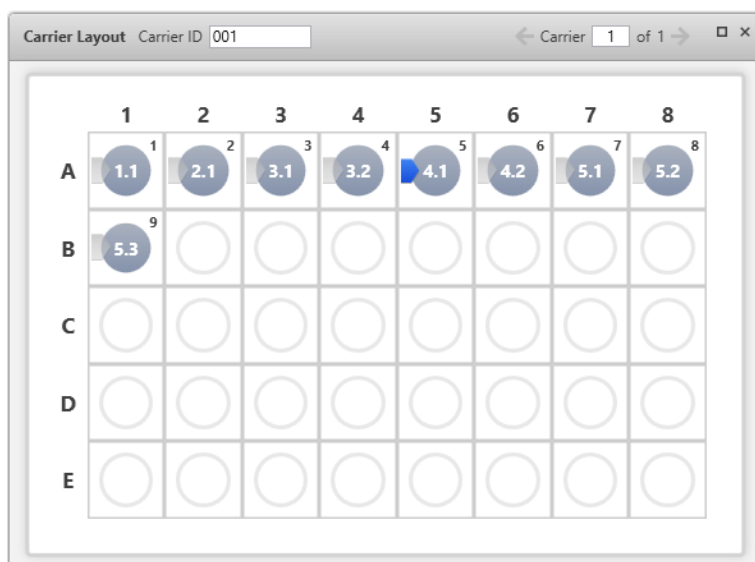 Carrier Layout Carrier ID 001 Carrier 1 of 1
1 2 3 4 5 6 7 8
A 1.1 1 2.1 2 3.1 3 3.2 4 4.1 5 4.2 6 5.1 7 5.2 8
B 5.3 9
C
D
E